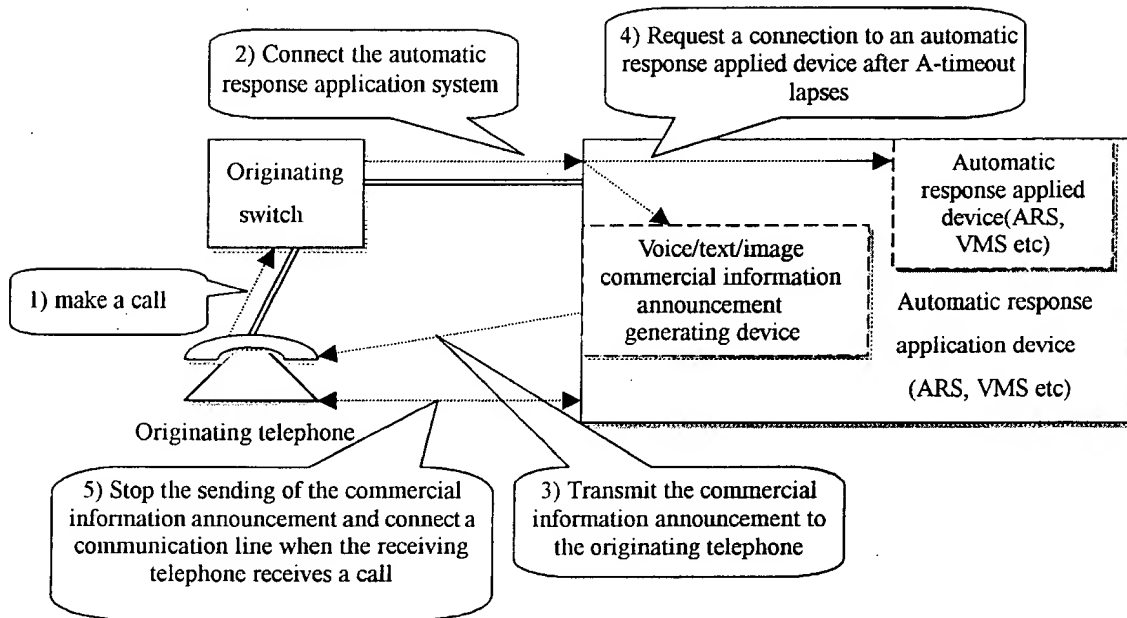 2) Connect the automatic
response application system
4) Request a connection to an automatic
response applied device after A-timeout
lapses
Originating
switch
Automatic
response applied
device(ARS,
VMS etc)
Voice/text/image
commercial information
announcement
generating device
1) make a call
Automatic response
application device
(ARS, VMS etc)
Originating telephone
5) Stop the sending of the commercial
information announcement and connect a
communication line when the receiving
telephone receives a call
3) Transmit the commercial
information announcement to
the originating telephone